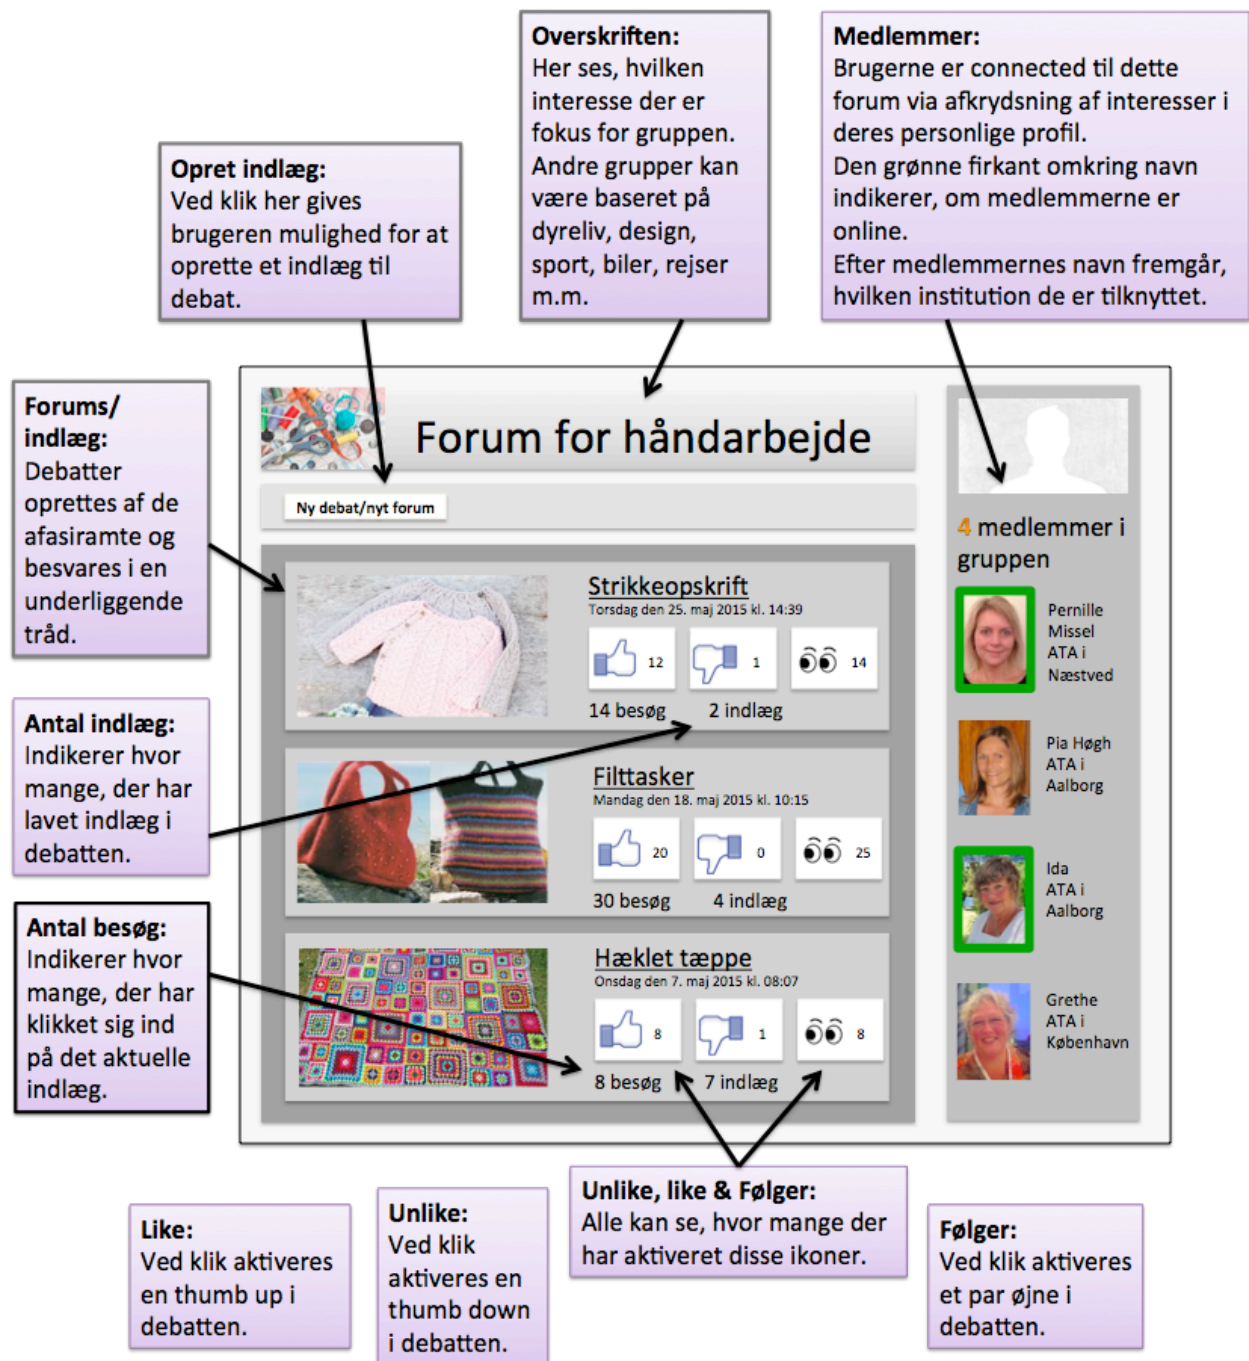 Overskriften:
Her ses, hvilken
interesse der er
fokus for gruppen.
Andre grupper kan
være baseret på
dyreliv, design,
sport, biler, rejser
m.m.
Medlemmer:
Brugerne er connected til dette
forum via afkrydsning af interesser i
deres personlige profil.
Den grønne firkant omkring navn
indikerer, om medlemmerne er
online.
Efter medlemmernes navn fremgår,
hvilken institution de er tilknyttet.
Opret indlæg:
Ved klik her gives
brugeren mulighed for at
oprette et indlæg til
debat.
Forums/
indlæg:
Debatter
oprettes af de
afasiramte og
besvares i en
underliggende
tråd.
Antal indlæg:
Indikerer hvor
mange, der har
lavet indlæg i
debatten.
Antal besøg:
Indikerer hvor
mange, der har
klikket sig ind
på det aktuelle
indlæg.
Forum for håndarbejde
Ny debat/nyt forum
Strikkeopskrift
Torsdag den 25. maj 2015 kl. 14:39
12 1 14
14 besøg 2 indlæg
Filttasker
Mandag den 18. maj 2015 kl. 10:15
20 0 25
30 besøg 4 indlæg
Hæklet tæppe
Onsdag den 7. maj 2015 kl. 08:07
8 1 8
8 besøg 7 indlæg
4 medlemmer i
gruppen
Pernille
Missel
ATA i
Næstved
Pia Høgh
ATA i
Aalborg
Ida
ATA i
Aalborg
Grethe
ATA i
København
Like:
Ved klik aktiveres
en thumb up i
debatten.
Unlike:
Ved klik
aktiveres en
thumb down
i debatten.
Unlike, like & Følger:
Alle kan se, hvor mange der
har aktiveret disse ikoner.
Følger:
Ved klik aktiveres
et par øjne i
debatten.